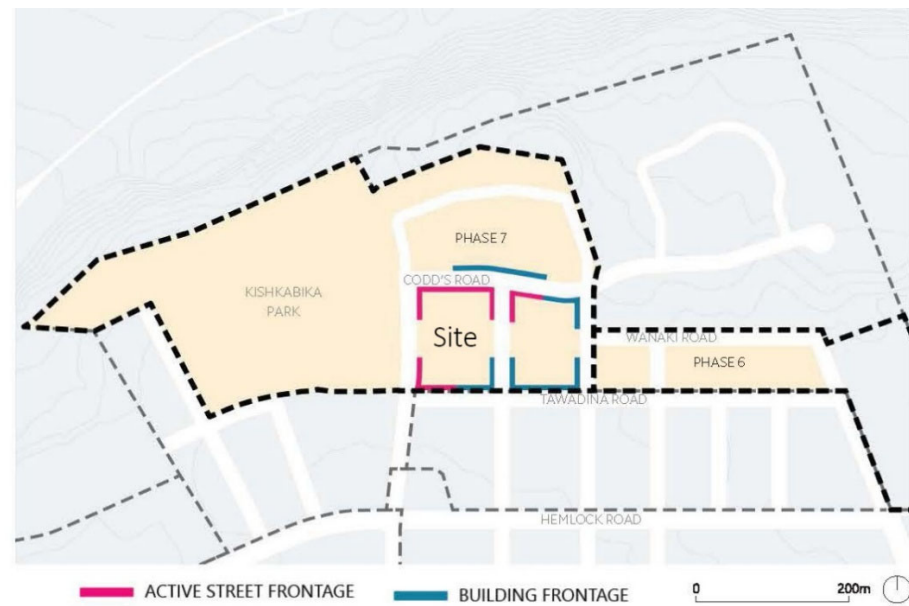 PHASE 7
CODD'S ROAD
KISHKABIKA
PARK
Site
WANAKI ROAD
PHASE 6
TAWADINA ROAD
HEMLOCK ROAD
ACTIVE STREET FRONTAGE
BUILDING FRONTAGE
0
200m